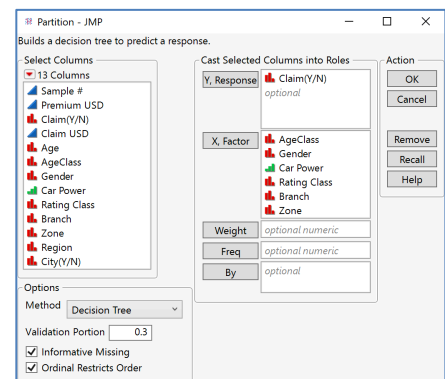 Partition - JMP
Builds a decision tree to predict a response.
Select Columns
13 Columns
Sample #
Premium USD
Claim(Y/N)
Claim USD
Age
AgeClass
Gender
Car Power
Rating Class
Branch
Zone
Region
City(Y/N)
Options
Method Decision Tree
Validation Portion 0.3
Informative Missing
Ordinal Restricts Order
Cast Selected Columns into Roles
Y, Response Claim(Y/N)
optional
X, Factor AgeClass
Gender
Car Power
Rating Class
Branch
Zone
Weight optional numeric
Freq optional numeric
By optional
Action
OK
Cancel
Remove
Recall
Help